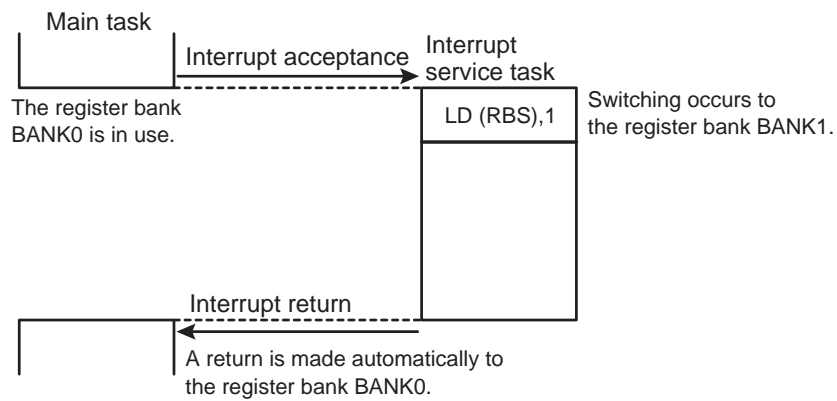 Main task
Interrupt acceptance
Interrupt
service task
The register bank
BANK0 is in use.
LD (RBS),1
Switching occurs to
the register bank BANK1.
Interrupt return
A return is made automatically to
the register bank BANK0.